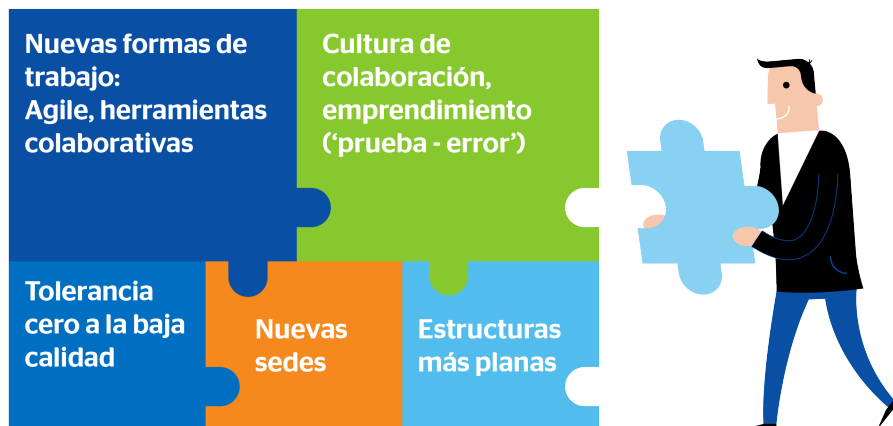 Nuevas formas de
trabajo:
Agile, herramientas
colaborativas
Cultura de
colaboración,
emprendimiento
(‘prueba - error’)
Tolerancia
cero a la baja
calidad
Nuevas
sedes
Estructuras
más planas